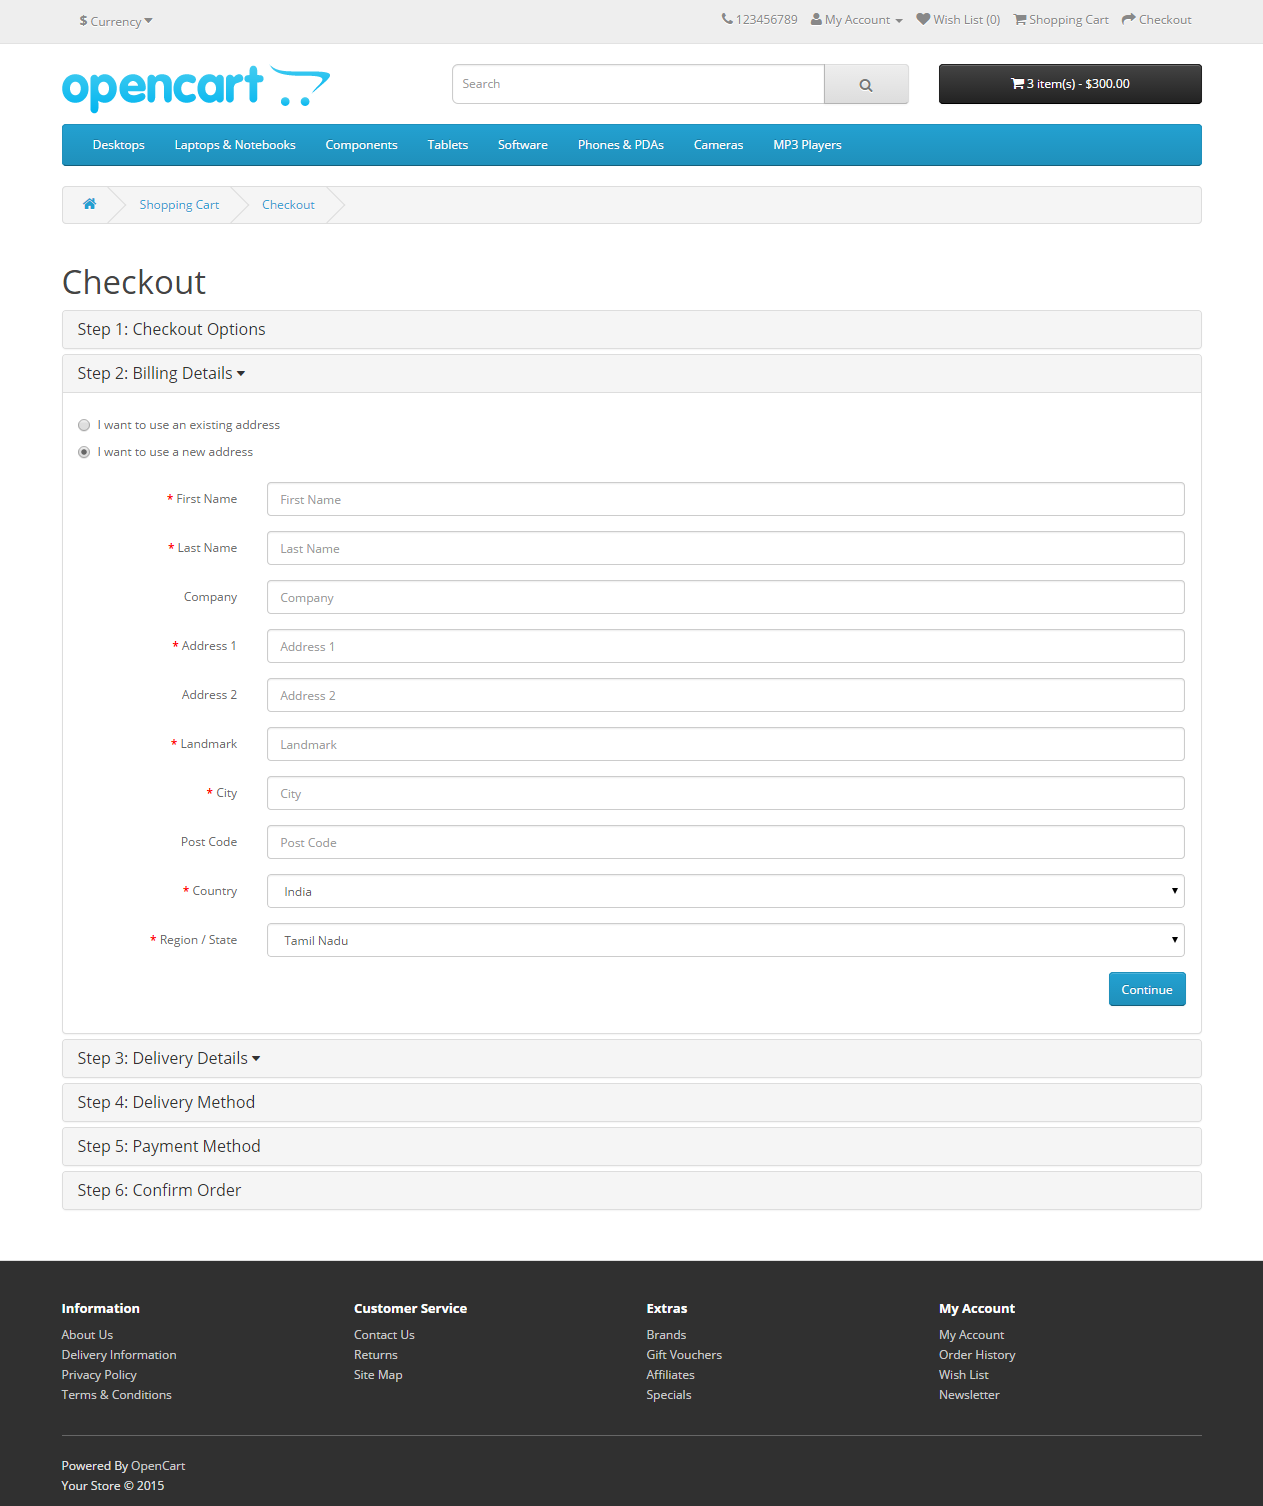 $ Currency 123456789 My Account Wish List (0) Shopping Cart Checkout
opencart
Search
3 item(s) - $300.00
Desktops Laptops & Notebooks Components Tablets Software Phones & PDAs Cameras MP3 Players
Shopping Cart Checkout
Checkout
Step 1: Checkout Options
Step 2: Billing Details
I want to use an existing address
I want to use a new address
* First Name First Name
* Last Name Last Name
Company Company
* Address 1 Address 1
Address 2 Address 2
* Landmark Landmark
* City City
Post Code Post Code
* Country India
* Region / State Tamil Nadu
Continue
Step 3: Delivery Details
Step 4: Delivery Method
Step 5: Payment Method
Step 6: Confirm Order
Information
About Us
Delivery Information
Privacy Policy
Terms & Conditions
Customer Service
Contact Us
Returns
Site Map
Extras
Brands
Gift Vouchers
Affiliates
Specials
My Account
My Account
Order History
Wish List
Newsletter
Powered By OpenCart
Your Store © 2015